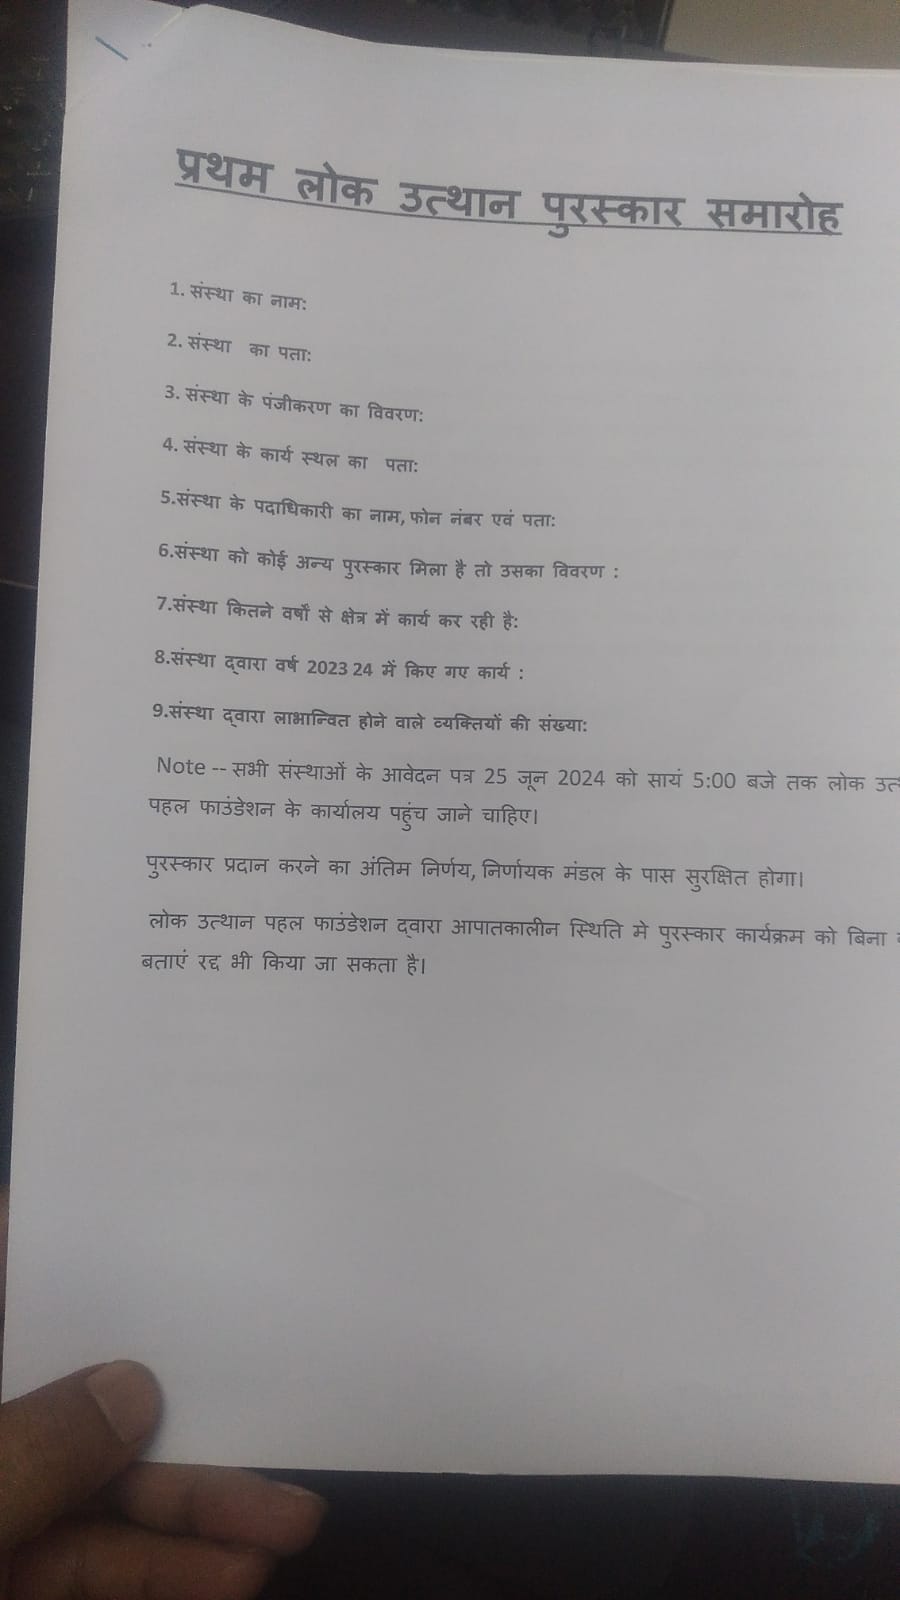 प्रथम लोक उत्थान पुरस्कार समारोह
1. संस्था का नाम:
2. संस्था का पता:
3. संस्था के पंजीकरण का विवरण:
4. संस्था के कार्य स्थल का पता:
5.संस्था के पदाधिकारी का नाम, फोन नंबर एवं पता:
6.संस्था को कोई अन्य पुरस्कार मिला है तो उसका विवरण :
7.संस्था कितने वर्षों से क्षेत्र में कार्य कर रही है:
8.संस्था द्वारा वर्ष 2023 24 में किए गए कार्य :
9.संस्था द्वारा लाभान्वित होने वाले व्यक्तियों की संख्या:
Note -- सभी संस्थाओं के आवेदन पत्र 25 जून 2024 को सायं 5:00 बजे तक लोक
पहल फाउंडेशन के कार्यालय पहुंच जाने चाहिए।
पुरस्कार प्रदान करने का अंतिम निर्णय, निर्णायक मंडल के पास सुरक्षित होगा।
लोक उत्थान पहल फाउंडेशन द्वारा आपातकालीन स्थिति मे पुरस्कार कार्यक्रम को बिना
बताएं रद्द भी किया जा सकता है।